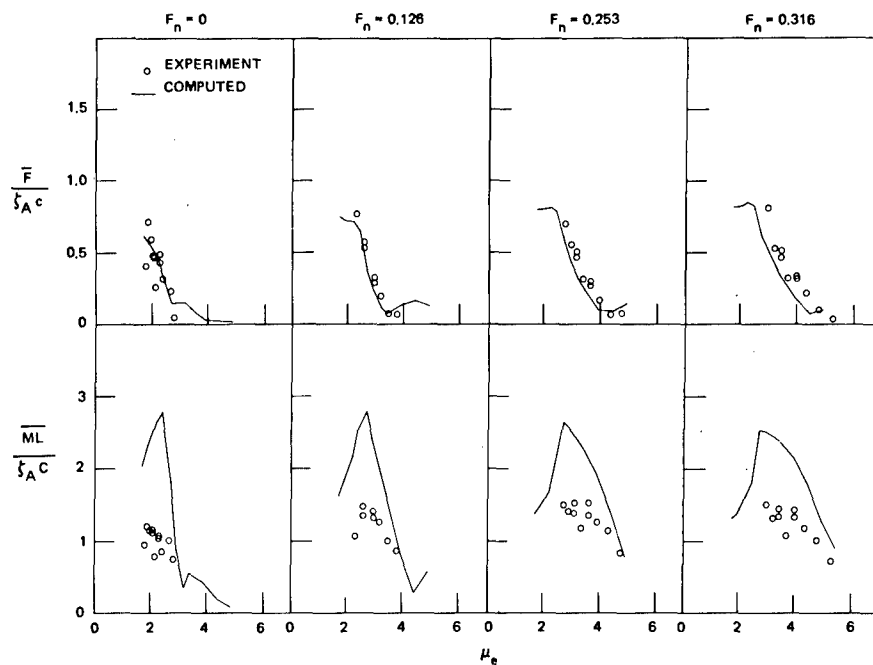 F_n = 0 F_n = 0.126 F_n = 0.253 F_n = 0.316
EXPERIMENT
COMPUTED
1.5
F
ζ_A c
1.0
0.5
0
3
ML
ζ_A C
2
1
0
0 2 4 6 0 2 4 6 0 2 4 6 0 2 4 6
μ_e